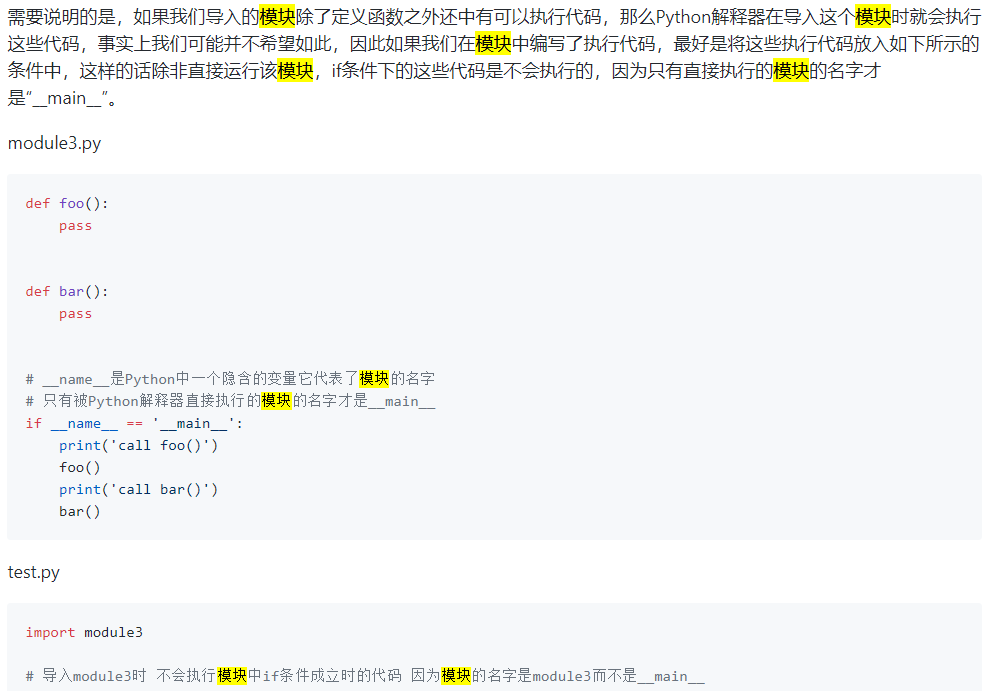 需要说明的是，如果我们导入的模块除了定义函数之外还中有可以执行代码，那么Python解释器在导入这个模块时就会执行
这些代码，事实上我们可能并不希望如此，因此如果我们在模块中编写了执行代码，最好是将这些执行代码放入如下所示的
条件中，这样的话除非直接运行该模块，if条件下的这些代码是不会执行的，因为只有直接执行的模块的名字才
是“__main__”。
module3.py
def foo():
    pass
def bar():
    pass
# __name__是Python中一个隐含的变量它代表了模块的名字
# 只有被Python解释器直接执行的模块的名字才是__main__
if __name__ == '__main__':
    print('call foo()')
    foo()
    print('call bar()')
    bar()
test.py
import module3
# 导入module3时 不会执行模块中if条件成立时的代码 因为模块的名字是module3而不是__main__